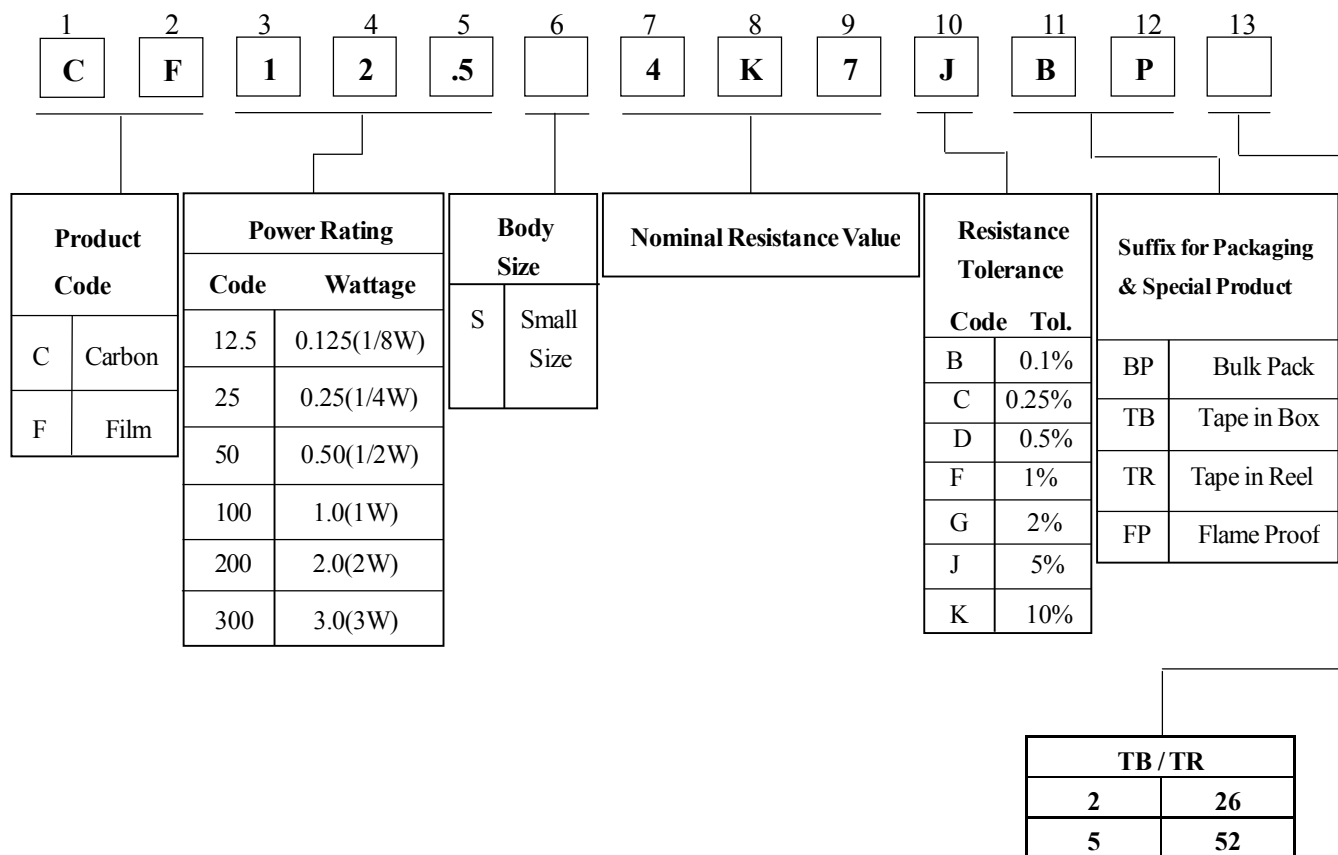 1 2 3 4 5 6 7 8 9 10 11 12 13
C F 1 2 .5 4 K 7 J B P
Product
Code
C Carbon
F Film
Power Rating
Code Wattage
12.5 0.125(1/8W)
25 0.25(1/4W)
50 0.50(1/2W)
100 1.0(1W)
200 2.0(2W)
300 3.0(3W)
Body
Size
S Small
Size
Nominal Resistance Value
Resistance
Tolerance
Code Tol.
B 0.1%
C 0.25%
D 0.5%
F 1%
G 2%
J 5%
K 10%
Suffix for Packaging
& Special Product
BP Bulk Pack
TB Tape in Box
TR Tape in Reel
FP Flame Proof
TB / TR
2 26
5 52